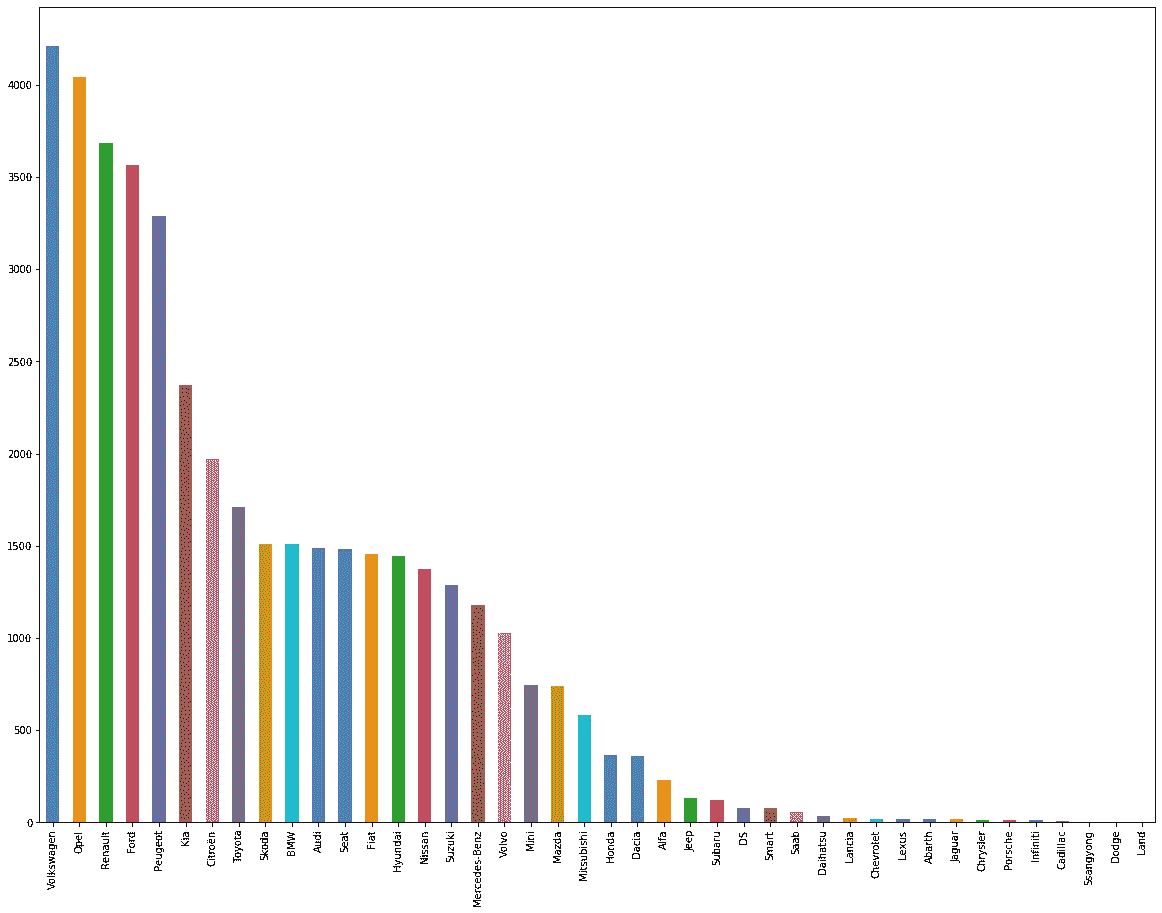 4000
3500
3000
2500
2000
1500
1000
500
0
Volkswagen
Opel
Renault
Ford
Peugeot
Kia
Citroën
Toyota
Skoda
BMW
Audi
Seat
Fiat
Hyundai
Nissan
Suzuki
Mercedes-Benz
Volvo
Mini
Mazda
Mitsubishi
Honda
Dacia
Alfa
Jeep
Subaru
DS
Smart
Saab
Daihatsu
Lancia
Chevrolet
Lexus
Abarth
Jaguar
Chrysler
Porsche
Infiniti
Cadillac
Ssangyong
Dodge
Land